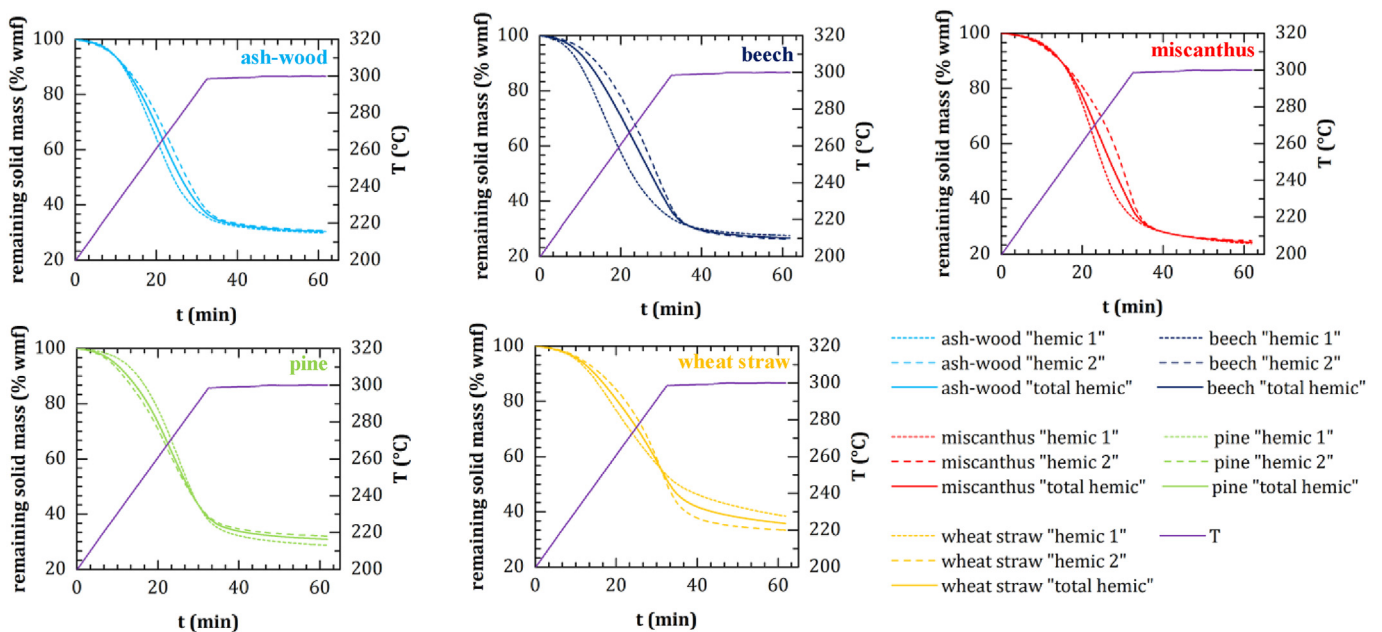 ash-wood
remaining solid mass (% wmf)
100
80
60
40
20
0
20
40
60
t (min)
320
300
280
260
240
220
200
T (°C)
beech
remaining solid mass (% wmf)
100
80
60
40
20
0
20
40
60
t (min)
320
300
280
260
240
220
200
T (°C)
miscanthus
remaining solid mass (% wmf)
100
80
60
40
20
0
20
40
60
t (min)
320
300
280
260
240
220
200
T (°C)
pine
remaining solid mass (% wmf)
100
80
60
40
20
0
20
40
60
t (min)
320
300
280
260
240
220
200
T (°C)
wheat straw
remaining solid mass (% wmf)
100
80
60
40
20
0
20
40
60
t (min)
320
300
280
260
240
220
200
T (°C)
ash-wood "hemic 1"
ash-wood "hemic 2"
ash-wood "total hemic"
beech "hemic 1"
beech "hemic 2"
beech "total hemic"
miscanthus "hemic 1"
miscanthus "hemic 2"
miscanthus "total hemic"
pine "hemic 1"
pine "hemic 2"
pine "total hemic"
wheat straw "hemic 1"
wheat straw "hemic 2"
wheat straw "total hemic"
T